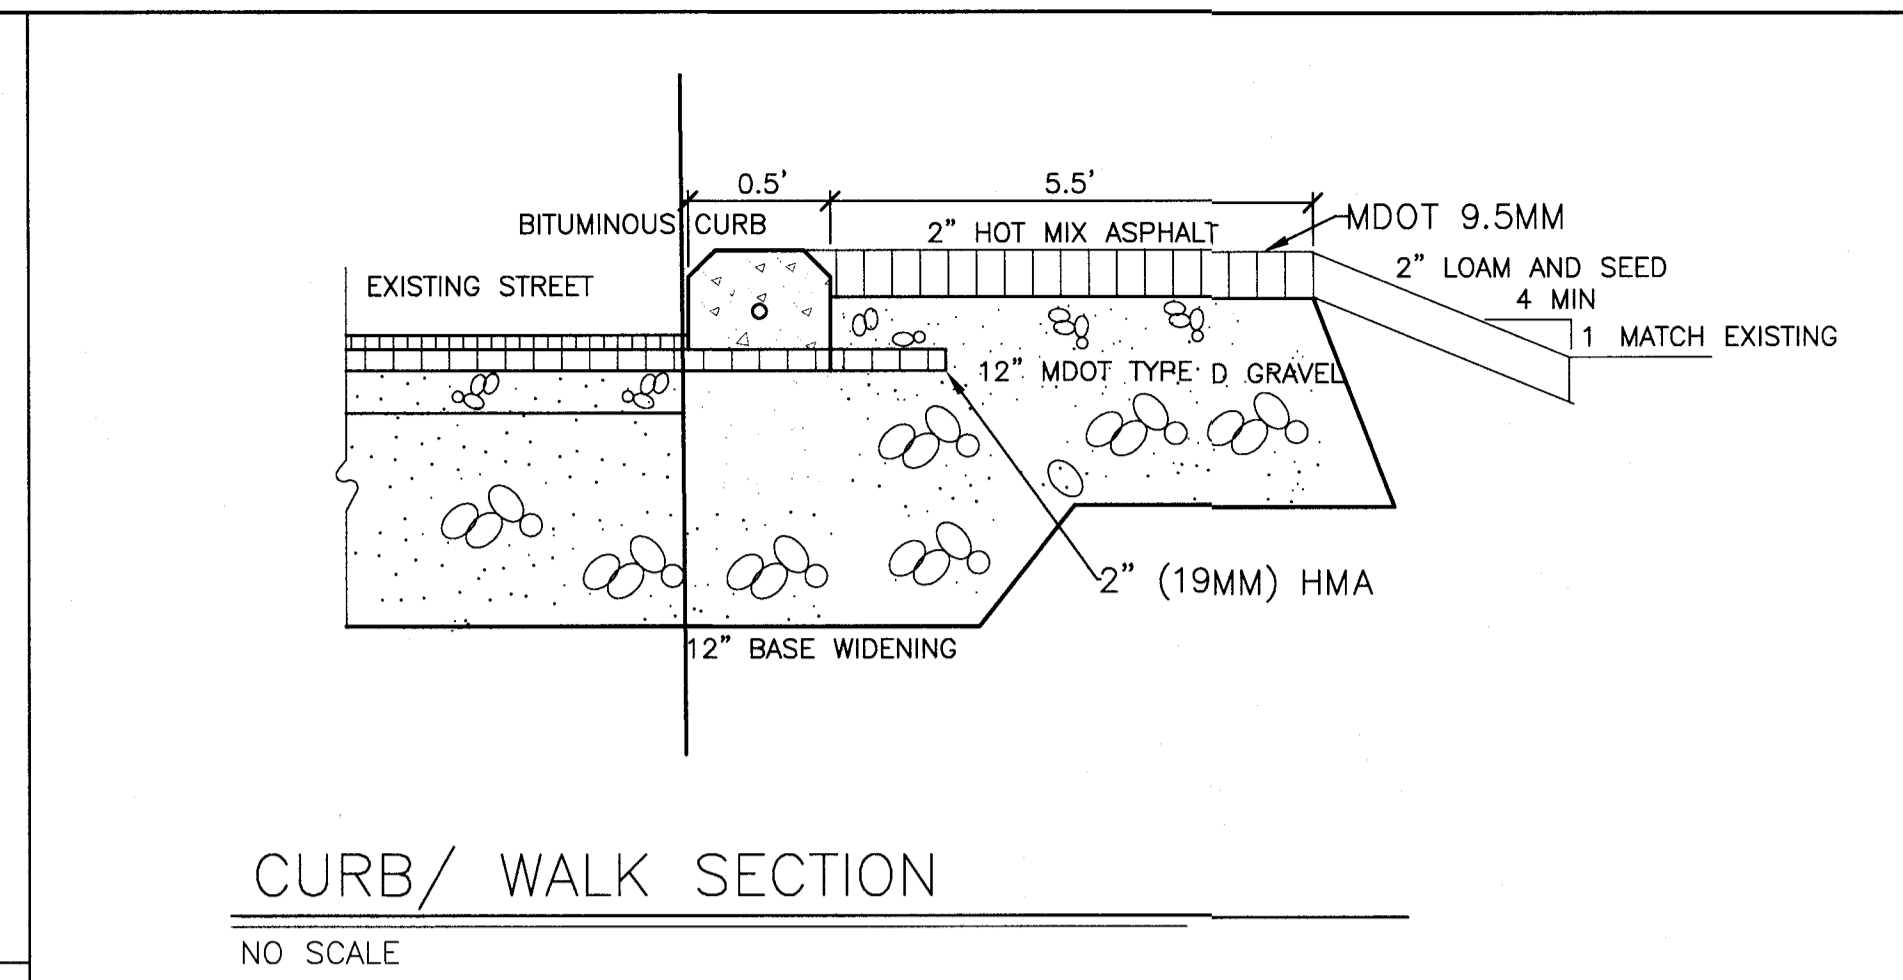 0.5'
5.5'
BITUMINOUS CURB
2" HOT MIX ASPHALT
MDOT 9.5MM
EXISTING STREET
2" LOAM AND SEED
4 MIN
1 MATCH EXISTING
12" MDOT TYPE D GRAVEL
2" (19MM) HMA
12" BASE WIDENING
CURB/ WALK SECTION
NO SCALE